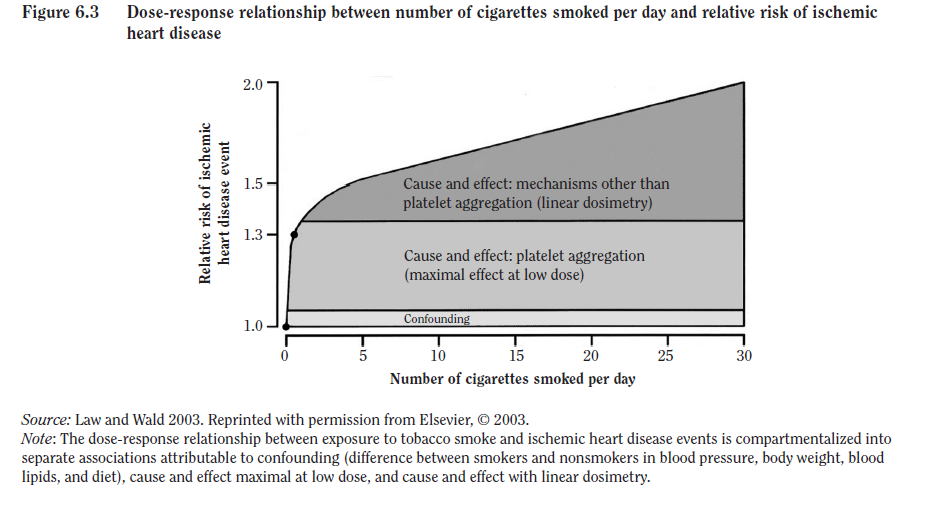 Figure 6.3 Dose-response relationship between number of cigarettes smoked per day and relative risk of ischemic
heart disease
2.0
1.5
1.3
1.0
Relative risk of ischemic
heart disease event
Cause and effect: mechanisms other than
platelet aggregation (linear dosimetry)
Cause and effect: platelet aggregation
(maximal effect at low dose)
Confounding
0 5 10 15 20 25 30
Number of cigarettes smoked per day
Source: Law and Wald 2003. Reprinted with permission from Elsevier, © 2003.
Note: The dose-response relationship between exposure to tobacco smoke and ischemic heart disease events is compartmentalized into
separate associations attributable to confounding (difference between smokers and nonsmokers in blood pressure, body weight, blood
lipids, and diet), cause and effect maximal at low dose, and cause and effect with linear dosimetry.